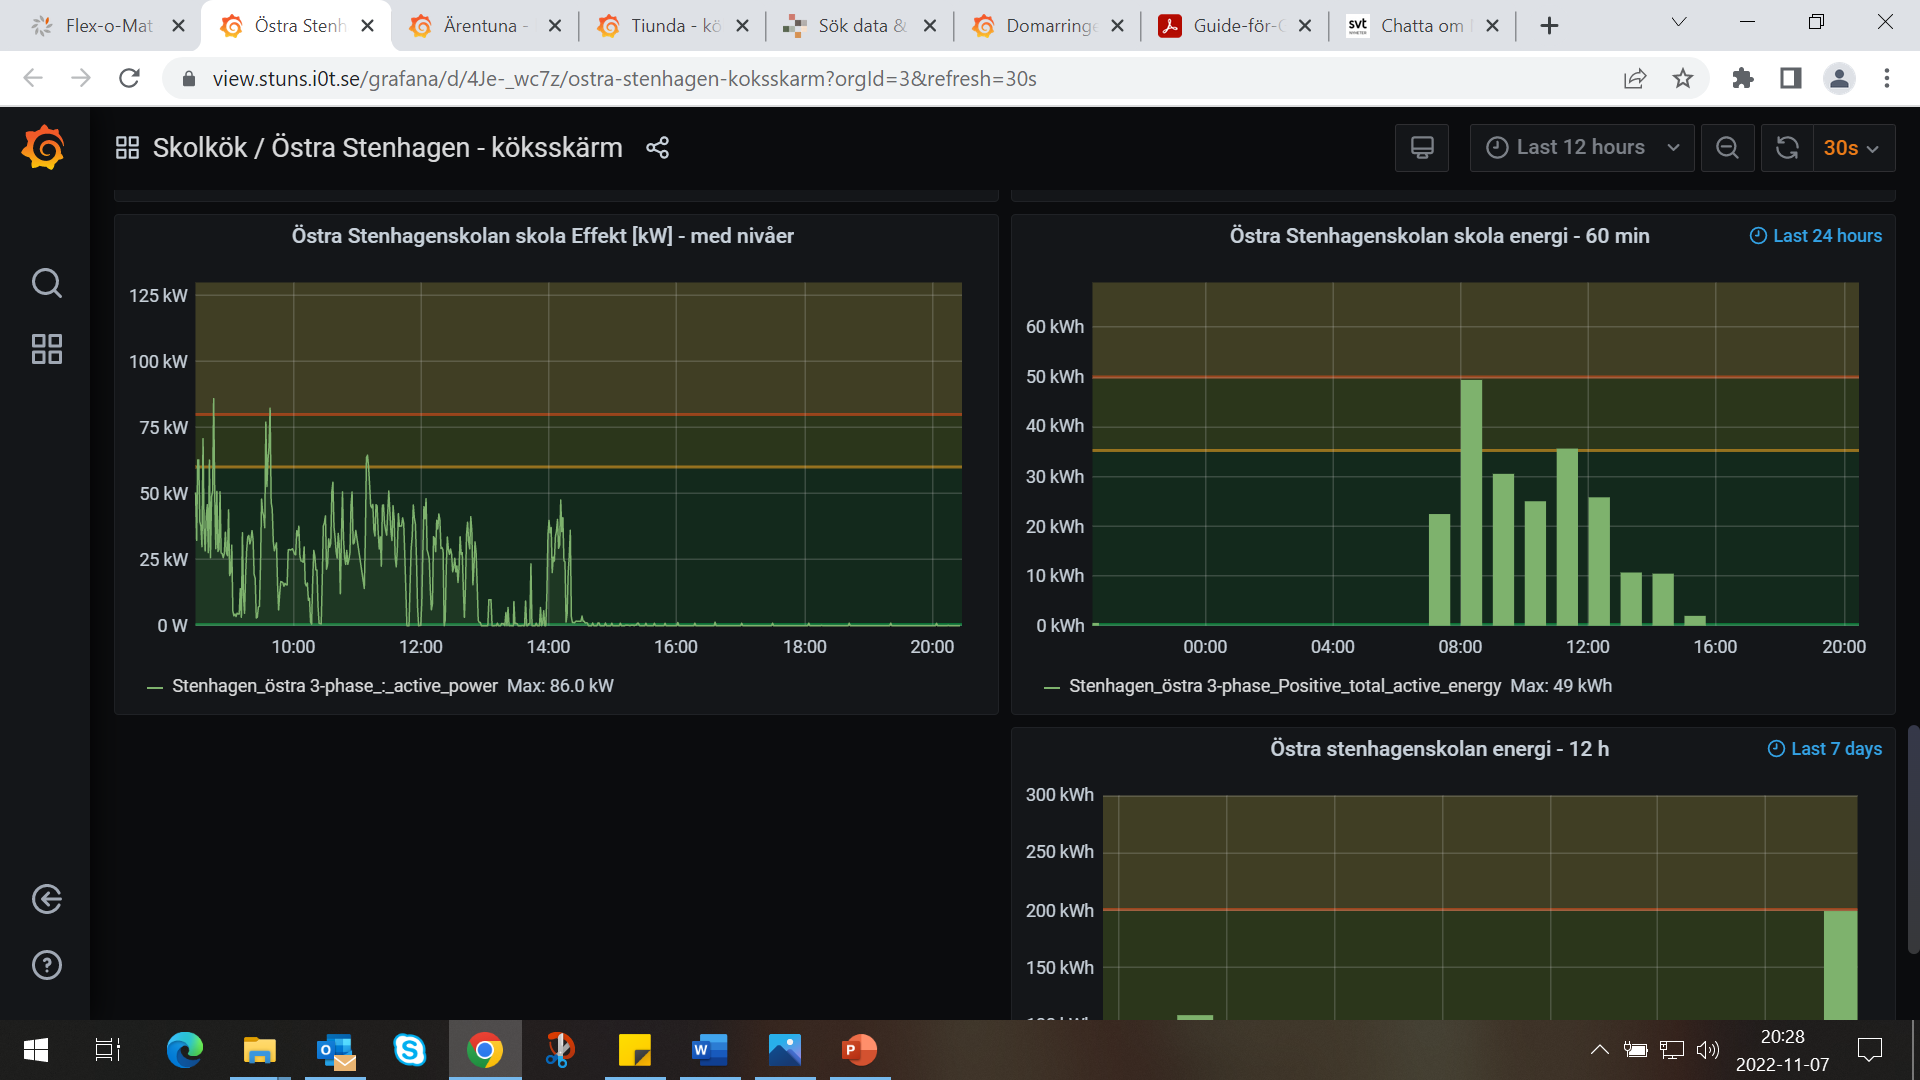 Flex-o-Mat
Östra Stenh
Ärentuna -
Tiunda - kö
Sök data &
Domarringe
Guide-för-
svt
NYHETER
Chatta om
view.stuns.i0t.se/grafana/d/4Je-_wc7z/ostra-stenhagen-koksskarm?orgId=3&refresh=30s
Skolkök / Östra Stenhagen - köksskärm
Last 12 hours
30s
Östra Stenhagenskolan skola Effekt [kW] - med nivåer
125 kW
100 kW
75 kW
50 kW
25 kW
0 W
10:00
12:00
14:00
16:00
18:00
20:00
Stenhagen_östra 3-phase_:_active_power Max: 86.0 kW
Östra Stenhagenskolan skola energi - 60 min
Last 24 hours
60 kWh
50 kWh
40 kWh
30 kWh
20 kWh
10 kWh
0 kWh
00:00
04:00
08:00
12:00
16:00
20:00
Stenhagen_östra 3-phase_Positive_total_active_energy Max: 49 kWh
Östra stenhagenskolan energi - 12 h
Last 7 days
300 kWh
250 kWh
200 kWh
150 kWh
20:28
2022-11-07